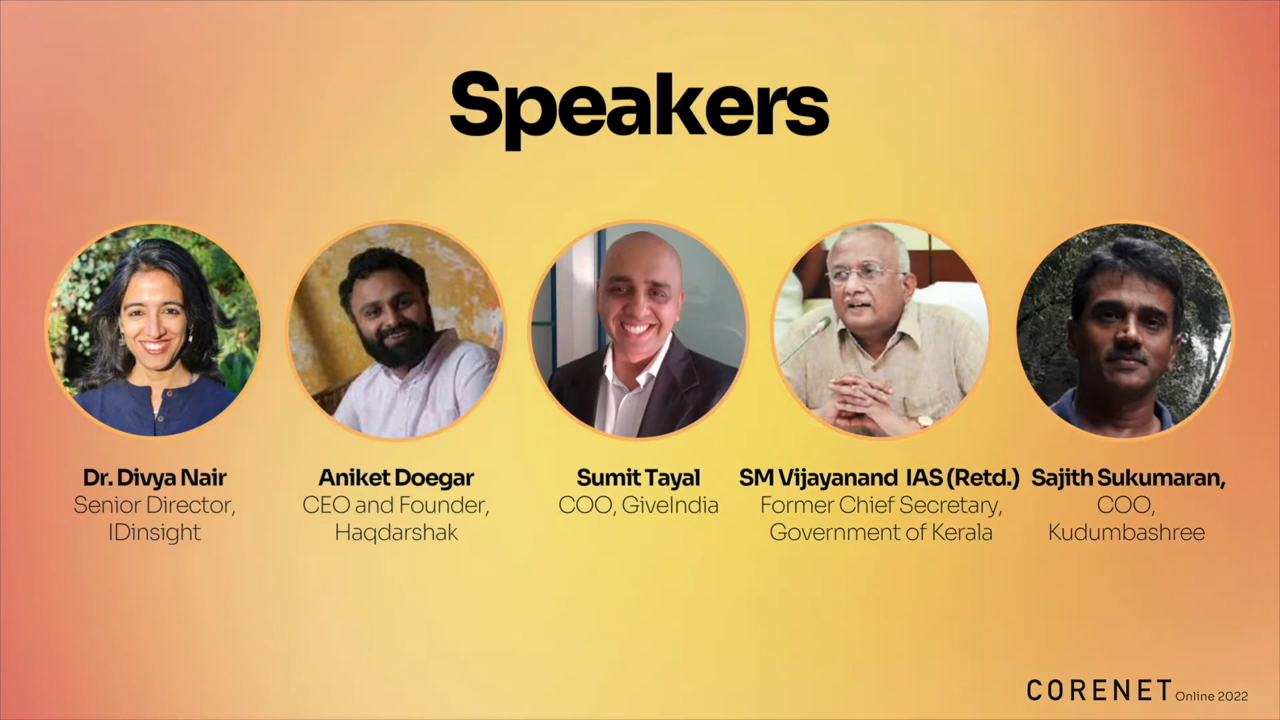 Speakers
Dr. Divya Nair
Senior Director,
IDinsight
Aniket Doegar
CEO and Founder,
Haqdarshak
Sumit Tayal
COO, GiveIndia
SM Vijayanand IAS (Retd.)
Former Chief Secretary,
Government of Kerala
Sajith Sukumaran,
COO,
Kudumbashree
CORENET Online 2022